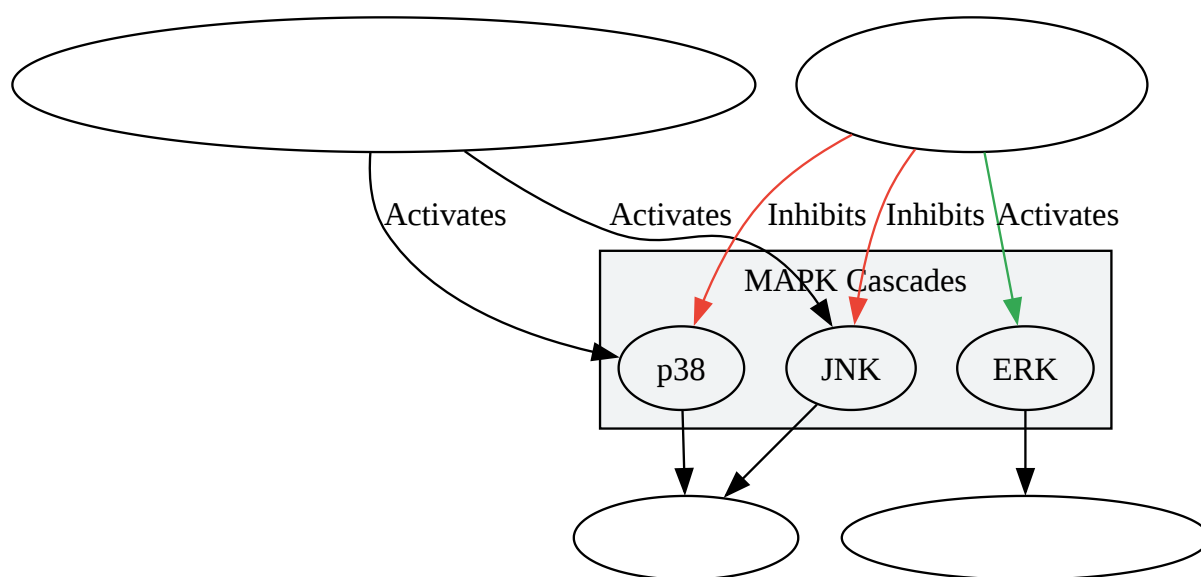 Activates
Activates
Inhibits
Inhibits
Activates
MAPK Cascades
p38
JNK
ERK